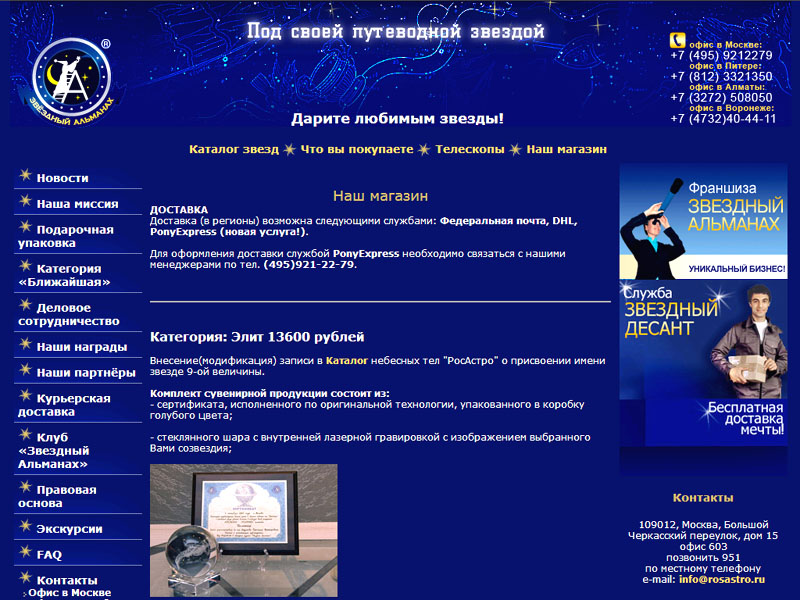 Под своей путеводной звездой
Дарите любимым звезды!
®
ЗВЕЗДНЫЙ АЛЬМАНАХ
офис в Москве:
+7 (495) 9212279
офис в Питере:
+7 (812) 3321350
офис в Алматы:
+7 (3272) 508050
офис в Воронеже:
+7 (4732)40-44-11
Каталог звезд Что вы покупаете Телескопы Наш магазин
Новости
Наша миссия
Подарочная
упаковка
Категория
«Ближайшая»
Деловое
сотрудничество
Наши награды
Наши партнёры
Курьерская
доставка
Клуб
«Звездный
Альманах»
Правовая
основа
Экскурсии
FAQ
Контакты
Офис в Москве
Наш магазин
ДОСТАВКА
Доставка (в регионы) возможна следующими службами: Федеральная почта, DHL,
PonyExpress (новая услуга!).
Для оформления доставки службой PonyExpress необходимо связаться с нашими
менеджерами по тел. (495)921-22-79.
Категория: Элит 13600 рублей
Внесение(модификация) записи в Каталог небесных тел "РосАстро" о присвоении имени
звезде 9-ой величины.
Комплект сувенирной продукции состоит из:
- сертификата, исполненного по оригинальной технологии, упакованного в коробку
голубого цвета;
- стеклянного шара с внутренней лазерной гравировкой с изображением выбранного
Вами созвездия;
Франшиза
ЗВЕЗДНЫЙ
АЛЬМАНАХ
УНИКАЛЬНЫЙ БИЗНЕС!
Служба
ЗВЕЗДНЫЙ
ДЕСАНТ
Бесплатная
доставка
мечты!
Контакты
109012, Москва, Большой
Черкасский переулок, дом 15
офис 603
позвонить 951
по местному телефону
e-mail: info@rosastro.ru